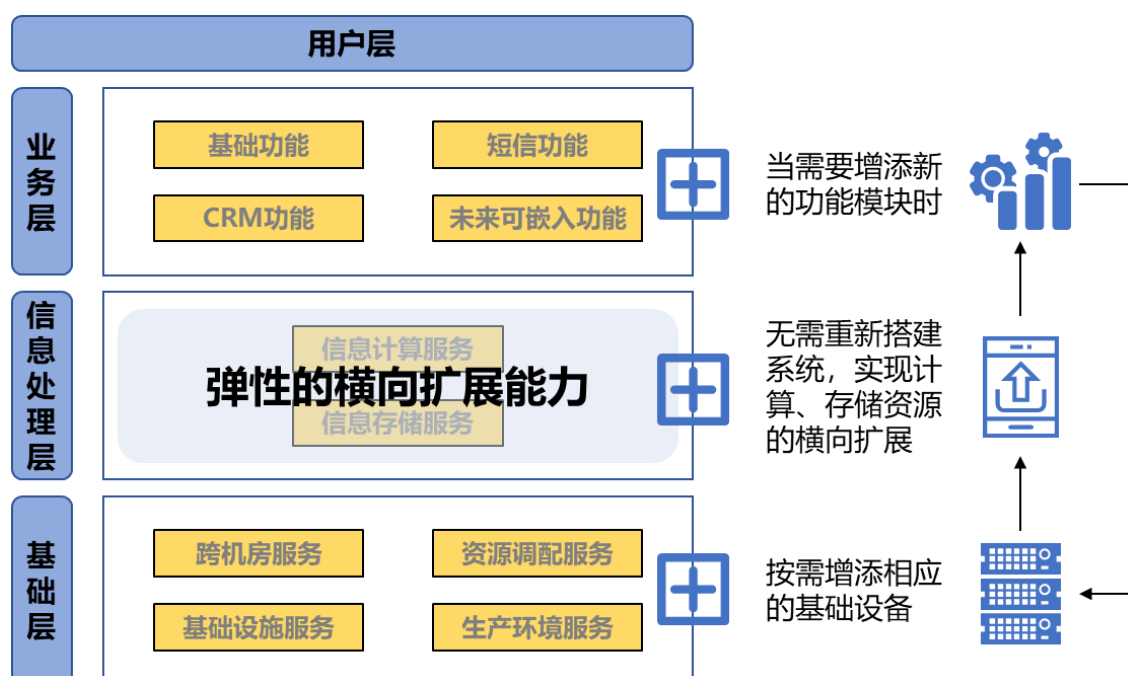 用户层
业务层
基础功能
短信功能
CRM功能
未来可嵌入功能
当需要增添新
的功能模块时
信息处理层
信息计算服务
弹性的横向扩展能力
信息存储服务
无需重新搭建
系统，实现计
算、存储资源
的横向扩展
基础层
跨机房服务
资源调配服务
基础设施服务
生产环境服务
按需增添相应
的基础设备